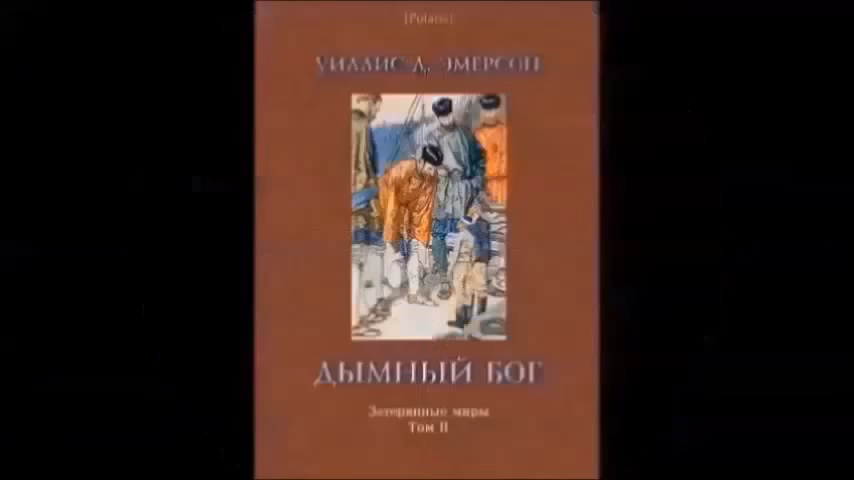 [Polaris]
УИЛЛИС Д. ЭМЕРСОН
ДЫМНЫЙ БОГ
Затерянные миры
Том II